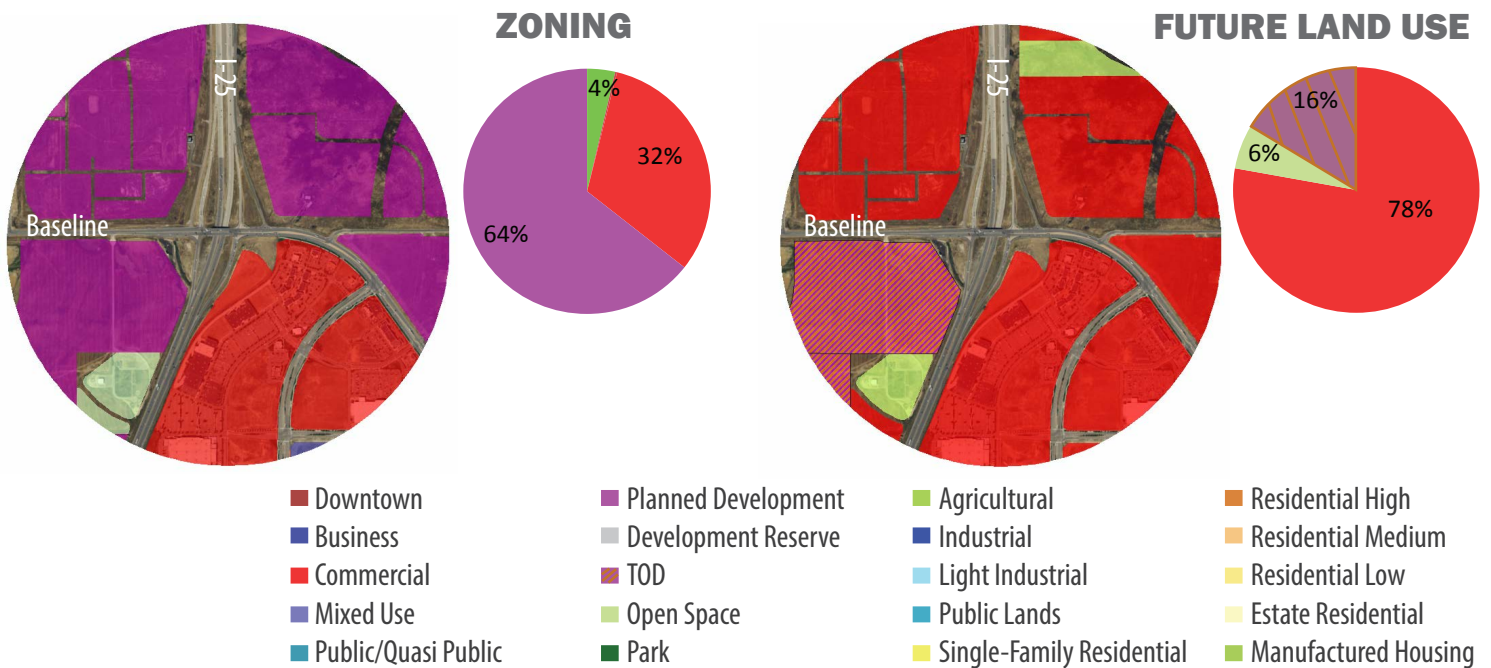 ZONING
FUTURE LAND USE
I-25
Baseline
4%
32%
64%
I-25
Baseline
16%
6%
78%
Downtown
Business
Commercial
Mixed Use
Public/Quasi Public
Planned Development
Development Reserve
TOD
Open Space
Park
Agricultural
Industrial
Light Industrial
Public Lands
Single-Family Residential
Residential High
Residential Medium
Residential Low
Estate Residential
Manufactured Housing